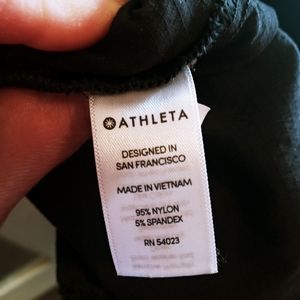 ATHLETA
DESIGNED IN
SAN FRANCISCO
MADE IN VIETNAM
95% NYLON
5% SPANDEX
RN 54023